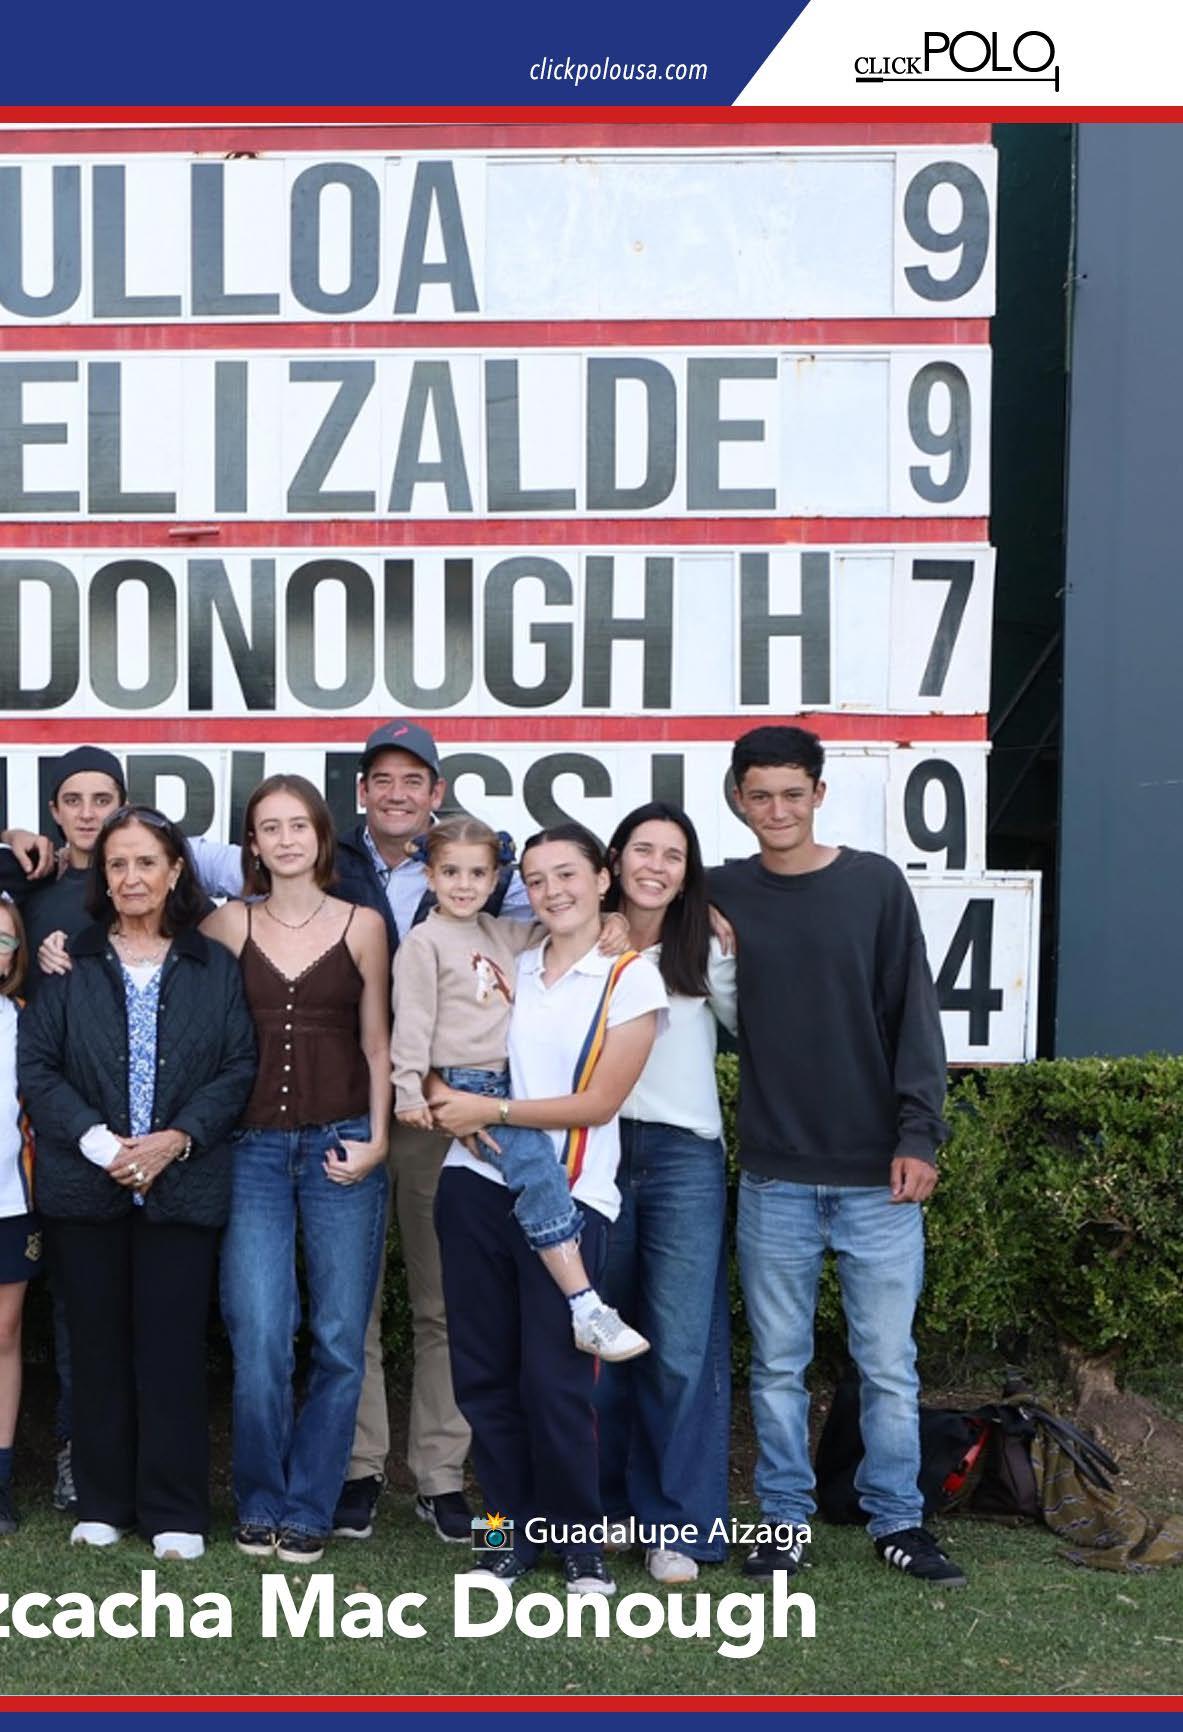 clickpolousa.com
CLICKPOLO
ULLOA 9
ELIZALDE 9
DONOUGH H 7
9
4
Guadalupe Aizaga
zcacha Mac Donough